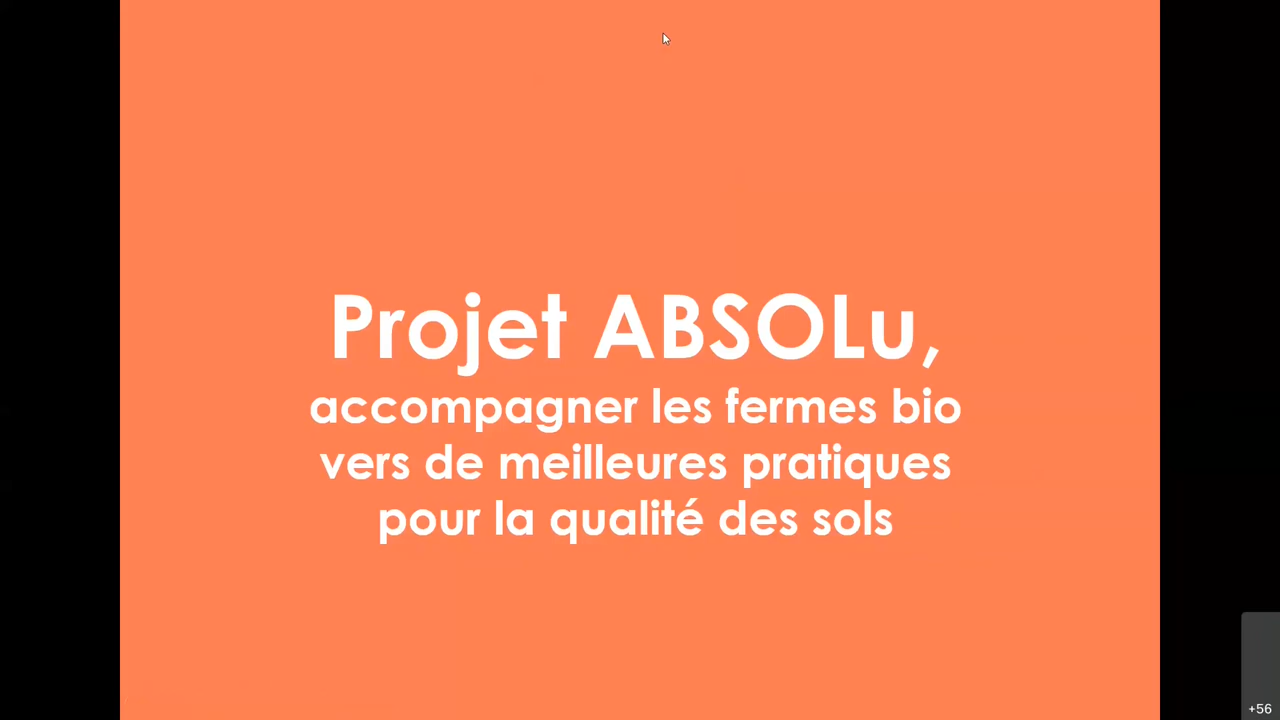 Projet ABSOLu,
accompagner les fermes bio
vers de meilleures pratiques
pour la qualité des sols
+56